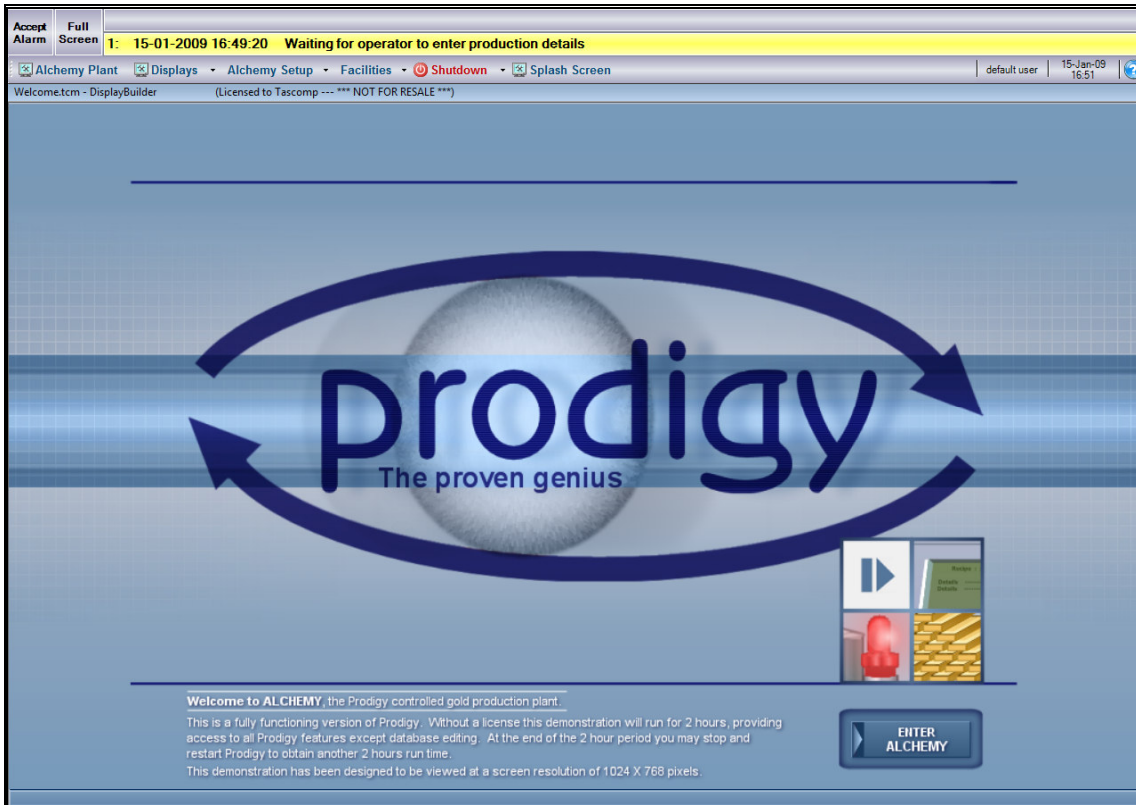 Accept Alarm
Full Screen
1: 15-01-2009 16:49:20 Waiting for operator to enter production details
Alchemy Plant Displays Alchemy Setup Facilities Shutdown Splash Screen default user 15-Jan-09 16:51
Welcome.tcm - DisplayBuilder (Licensed to Tascomp --- *** NOT FOR RESALE ***)
prodigy
The proven genius
Recipe :
Details
Details
Welcome to ALCHEMY, the Prodigy controlled gold production plant.
This is a fully functioning version of Prodigy. Without a license this demonstration will run for 2 hours, providing
access to all Prodigy features except database editing. At the end of the 2 hour period you may stop and
restart Prodigy to obtain another 2 hours run time.
This demonstration has been designed to be viewed at a screen resolution of 1024 X 768 pixels.
ENTER
ALCHEMY